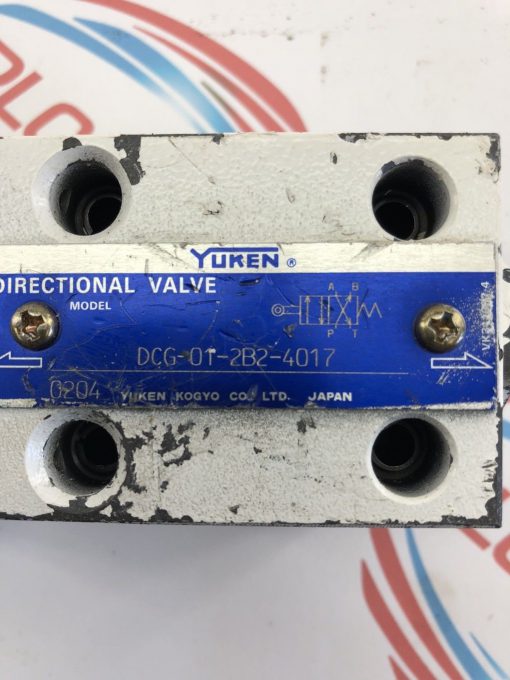 YUKEN ®
DIRECTIONAL VALVE
MODEL
A B
P T
DCG-01-2B2-4017
0204 YUKEN KOGYO CO., LTD. JAPAN